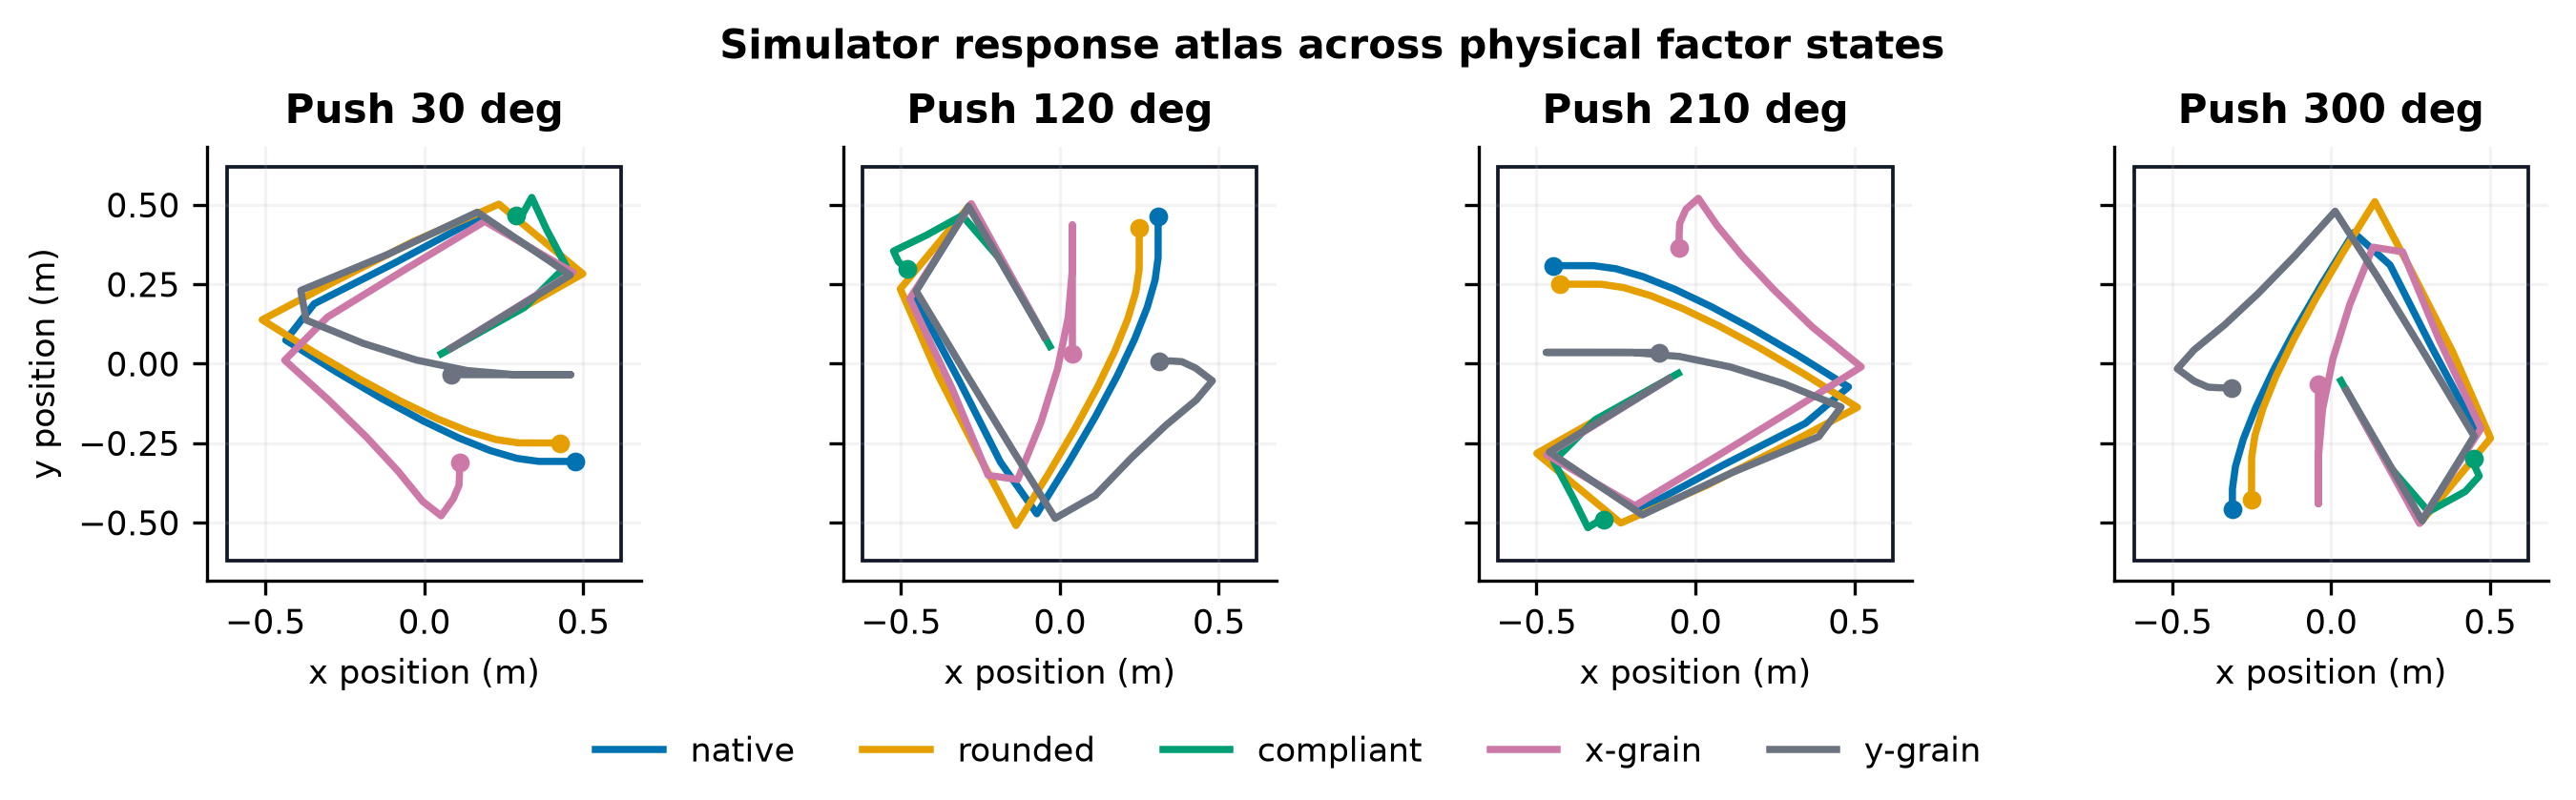 Simulator response atlas across physical factor states
Push 30 deg
Push 120 deg
Push 210 deg
Push 300 deg
y position (m)
0.50
0.25
0.00
−0.25
−0.50
−0.5 0.0 0.5
−0.5 0.0 0.5
−0.5 0.0 0.5
−0.5 0.0 0.5
x position (m)
x position (m)
x position (m)
x position (m)
native
rounded
compliant
x-grain
y-grain